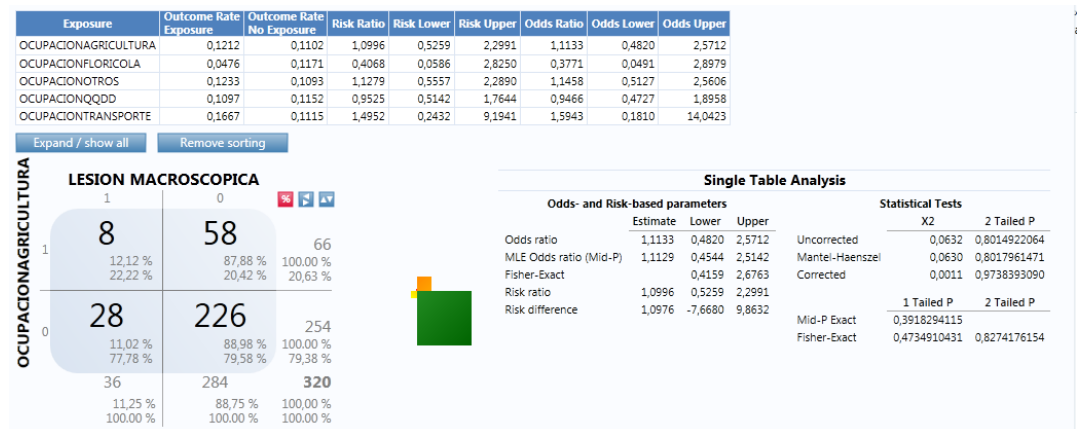 Exposure Outcome Rate Exposure Outcome Rate No Exposure Risk Ratio Risk Lower Risk Upper Odds Ratio Odds Lower Odds Upper
OCUPACIONAGRICULTURA 0,1212 0,1102 1,0996 0,5259 2,2991 1,1133 0,4820 2,5712
OCUPACIONFLORICOLA 0,0476 0,1171 0,4068 0,0586 2,8250 0,3771 0,0491 2,8979
OCUPACIONOTROS 0,1233 0,1093 1,1279 0,5557 2,2890 1,1458 0,5127 2,5606
OCUPACIONQQDD 0,1097 0,1152 0,9525 0,5142 1,7644 0,9466 0,4727 1,8958
OCUPACIONTRANSPORTE 0,1667 0,1115 1,4952 0,2432 9,1941 1,5943 0,1810 14,0423
Expand / show all Remove sorting
OCUPACIONAGRICULTURA
LESION MACROSCOPICA
1 0 %
1 8 58 66
12,12 % 87,88 % 100.00 %
22,22 % 20,42 % 20,63 %
0 28 226 254
11,02 % 88,98 % 100.00 %
77,78 % 79,58 % 79,38 %
36 284 320
11,25 % 88,75 % 100,00 %
100.00 % 100.00 % 100.00 %
Single Table Analysis
Odds- and Risk-based parameters
Estimate Lower Upper
Odds ratio 1,1133 0,4820 2,5712
MLE Odds ratio (Mid-P) 1,1129 0,4544 2,5142
Fisher-Exact 0,4159 2,6763
Risk ratio 1,0996 0,5259 2,2991
Risk difference 1,0976 -7,6680 9,8632
Statistical Tests
X2 2 Tailed P
Uncorrected 0,0632 0,8014922064
Mantel-Haenszel 0,0630 0,8017961471
Corrected 0,0011 0,9738393090
1 Tailed P 2 Tailed P
Mid-P Exact 0,3918294115
Fisher-Exact 0,4734910431 0,8274176154